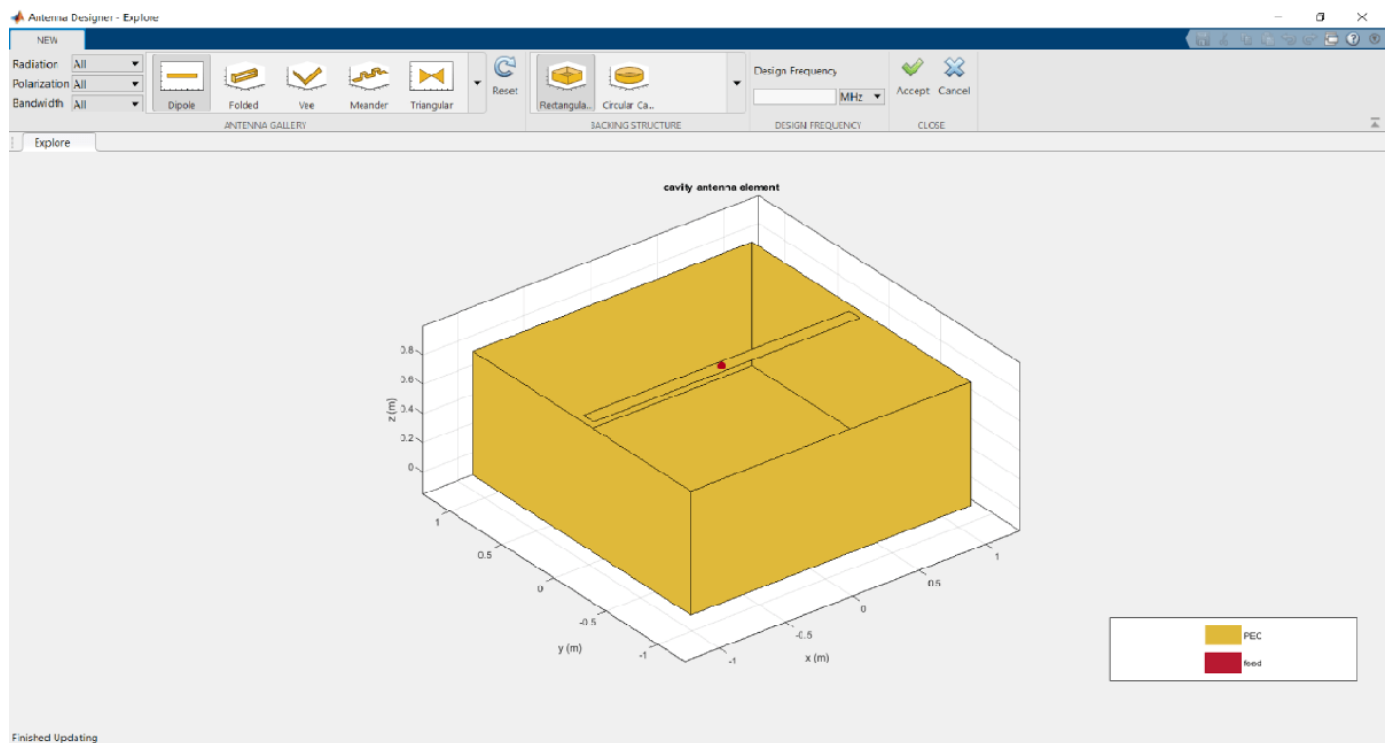 Antenna Designer - Explore
NEW
Radiation All
Polarization All
Bandwidth All
Dipole
Folded
Vee
Meander
Triangular
Reset
Rectangula..
Circular Ca..
Design Frequency
MHz
Accept
Cancel
ANTENNA GALLERY
BACKING STRUCTURE
DESIGN FREQUENCY
CLOSE
Explore
cavity antenna element
0.8
0.6
0.4
0.2
0
z (m)
1
0.5
0
-0.5
-1
y (m)
-1
-0.5
0
0.5
1
x (m)
PEC
feed
Finished Updating